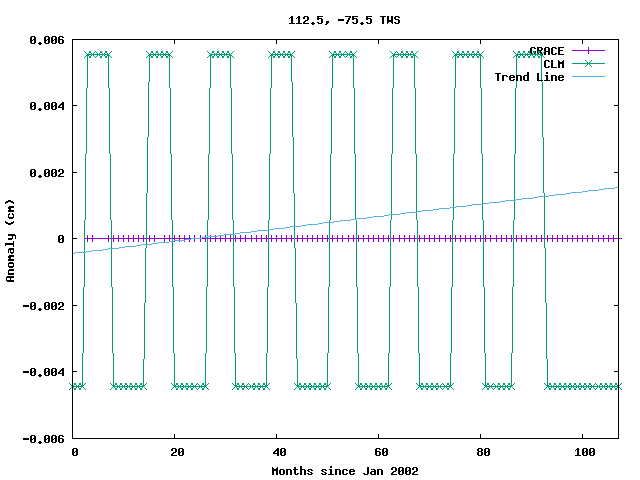 112.5, -75.5 TWS
GRACE
CLM
Trend Line
0.006
0.004
0.002
0
-0.002
-0.004
-0.006
Anomaly (cm)
0 20 40 60 80 100
Months since Jan 2002